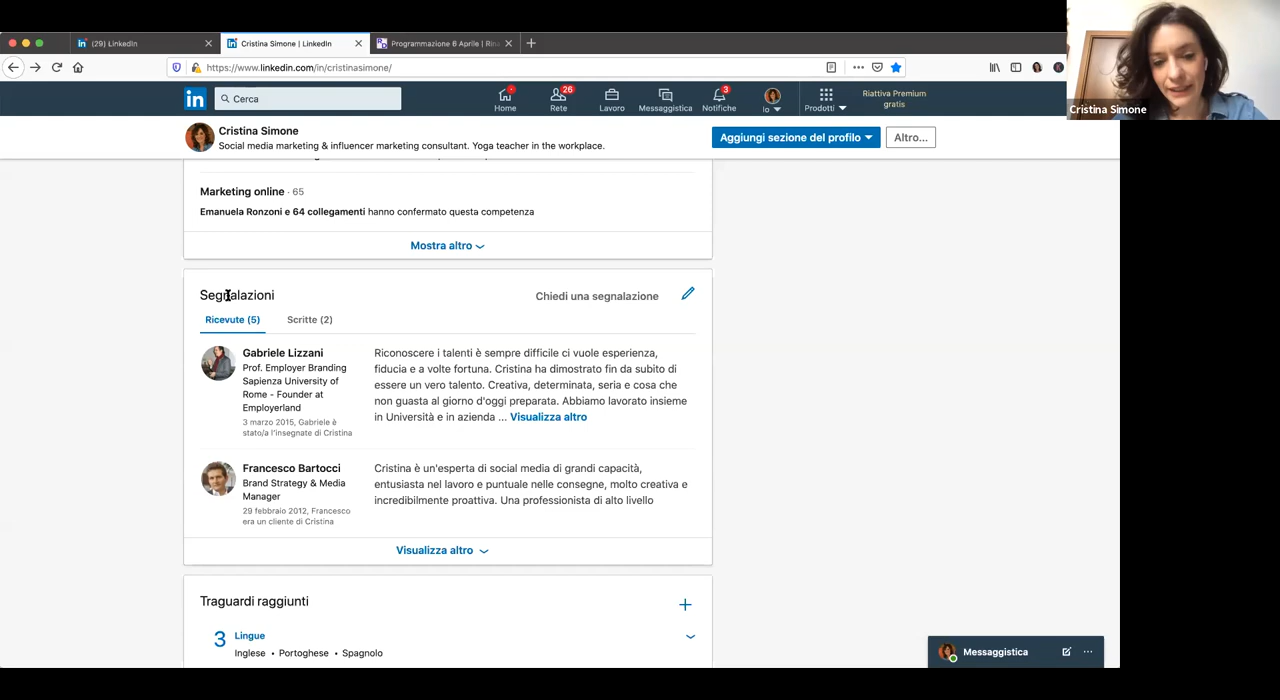 (29) LinkedIn
Cristina Simone | LinkedIn
Programmazione 6 Aprile | Rina
https://www.linkedin.com/in/cristinasimone/
Cristina Simone
in
Cerca
Home
26
Rete
Lavoro
Messaggistica
3
Notifiche
Io
Prodotti
Riattiva Premium
gratis
Cristina Simone
Social media marketing & influencer marketing consultant. Yoga teacher in the workplace.
Aggiungi sezione del profilo
Altro...
Marketing online · 65
Emanuela Ronzoni e 64 collegamenti hanno confermato questa competenza
Mostra altro
Segnalazioni
Chiedi una segnalazione
Ricevute (5)
Scritte (2)
Gabriele Lizzani
Prof. Employer Branding
Sapienza University of
Rome - Founder at
Employerland
3 marzo 2015, Gabriele è
stato/a l'insegnate di Cristina
Riconoscere i talenti è sempre difficile ci vuole esperienza,
fiducia e a volte fortuna. Cristina ha dimostrato fin da subito di
essere un vero talento. Creativa, determinata, seria e cosa che
non guasta al giorno d'oggi preparata. Abbiamo lavorato insieme
in Università e in azienda ... Visualizza altro
Francesco Bartocci
Brand Strategy & Media
Manager
29 febbraio 2012, Francesco
era un cliente di Cristina
Cristina è un'esperta di social media di grandi capacità,
entusiasta nel lavoro e puntuale nelle consegne, molto creativa e
incredibilmente proattiva. Una professionista di alto livello
Visualizza altro
Traguardi raggiunti
3
Lingue
Inglese • Portoghese • Spagnolo
Messaggistica